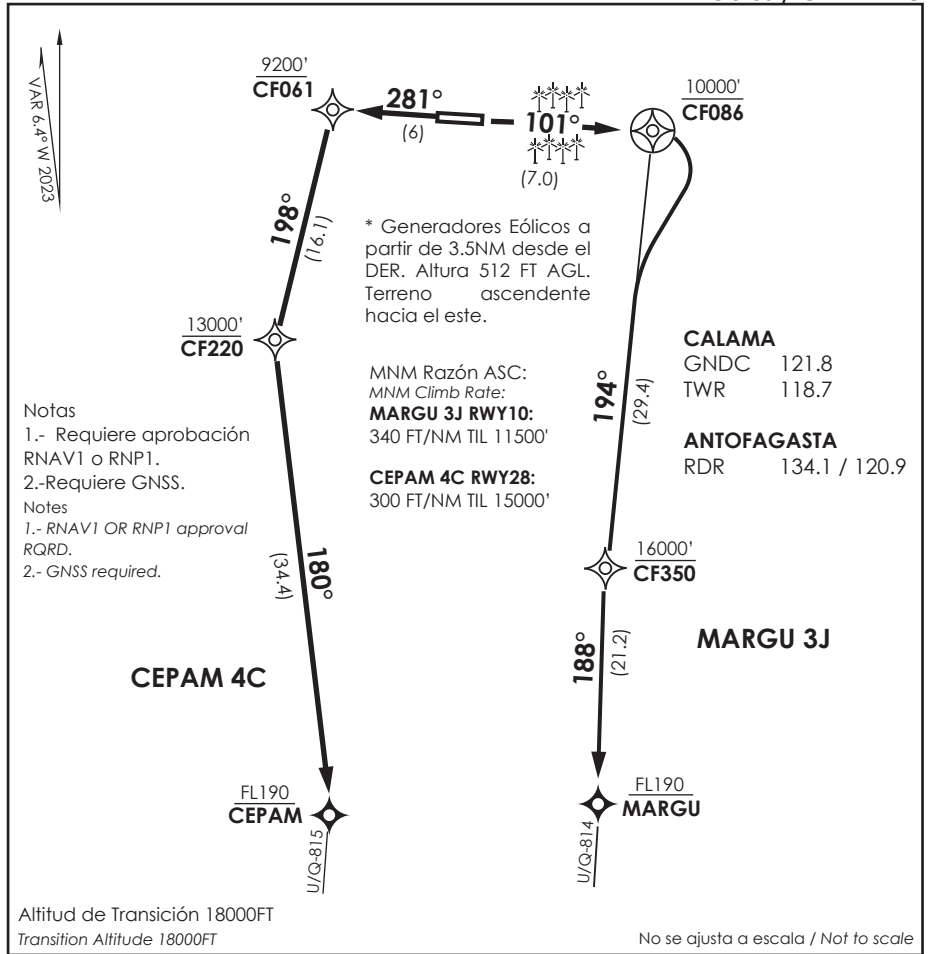 VAR 6.4° W 2023
9200'
CF061
281°
(6)
101°
(7.0)
10000'
CF086
198°
(16.1)
* Generadores Eólicos a
partir de 3.5NM desde el
DER. Altura 512 FT AGL.
Terreno ascendente
hacia el este.
13000'
CF220
MNM Razón ASC:
MNM Climb Rate:
MARGU 3J RWY10:
340 FT/NM TIL 11500'
CEPAM 4C RWY28:
300 FT/NM TIL 15000'
194°
(29.4)
CALAMA
GNDC 121.8
TWR 118.7
ANTOFAGASTA
RDR 134.1 / 120.9
Notas
1.- Requiere aprobación
RNAV1 o RNP1.
2.-Requiere GNSS.
Notes
1.- RNAV1 OR RNP1 approval
RQRD.
2.- GNSS required.
180°
(34.4)
16000'
CF350
188°
(21.2)
MARGU 3J
CEPAM 4C
FL190
CEPAM
U/Q-815
FL190
MARGU
U/Q-814
Altitud de Transición 18000FT
Transition Altitude 18000FT
No se ajusta a escala / Not to scale